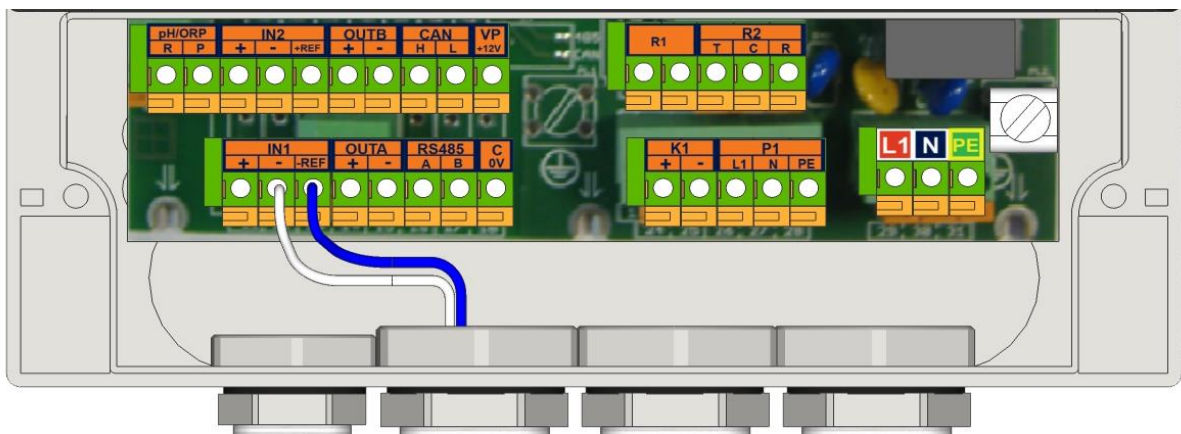 pH/ORP IN2 OUTB CAN VP
R P + - +REF + - H L +12V
R1 R2
T C R
IN1 OUTA RS485 C
+ - -REF + - A B 0V
K1 P1
+ - L1 N PE
L1 N PE